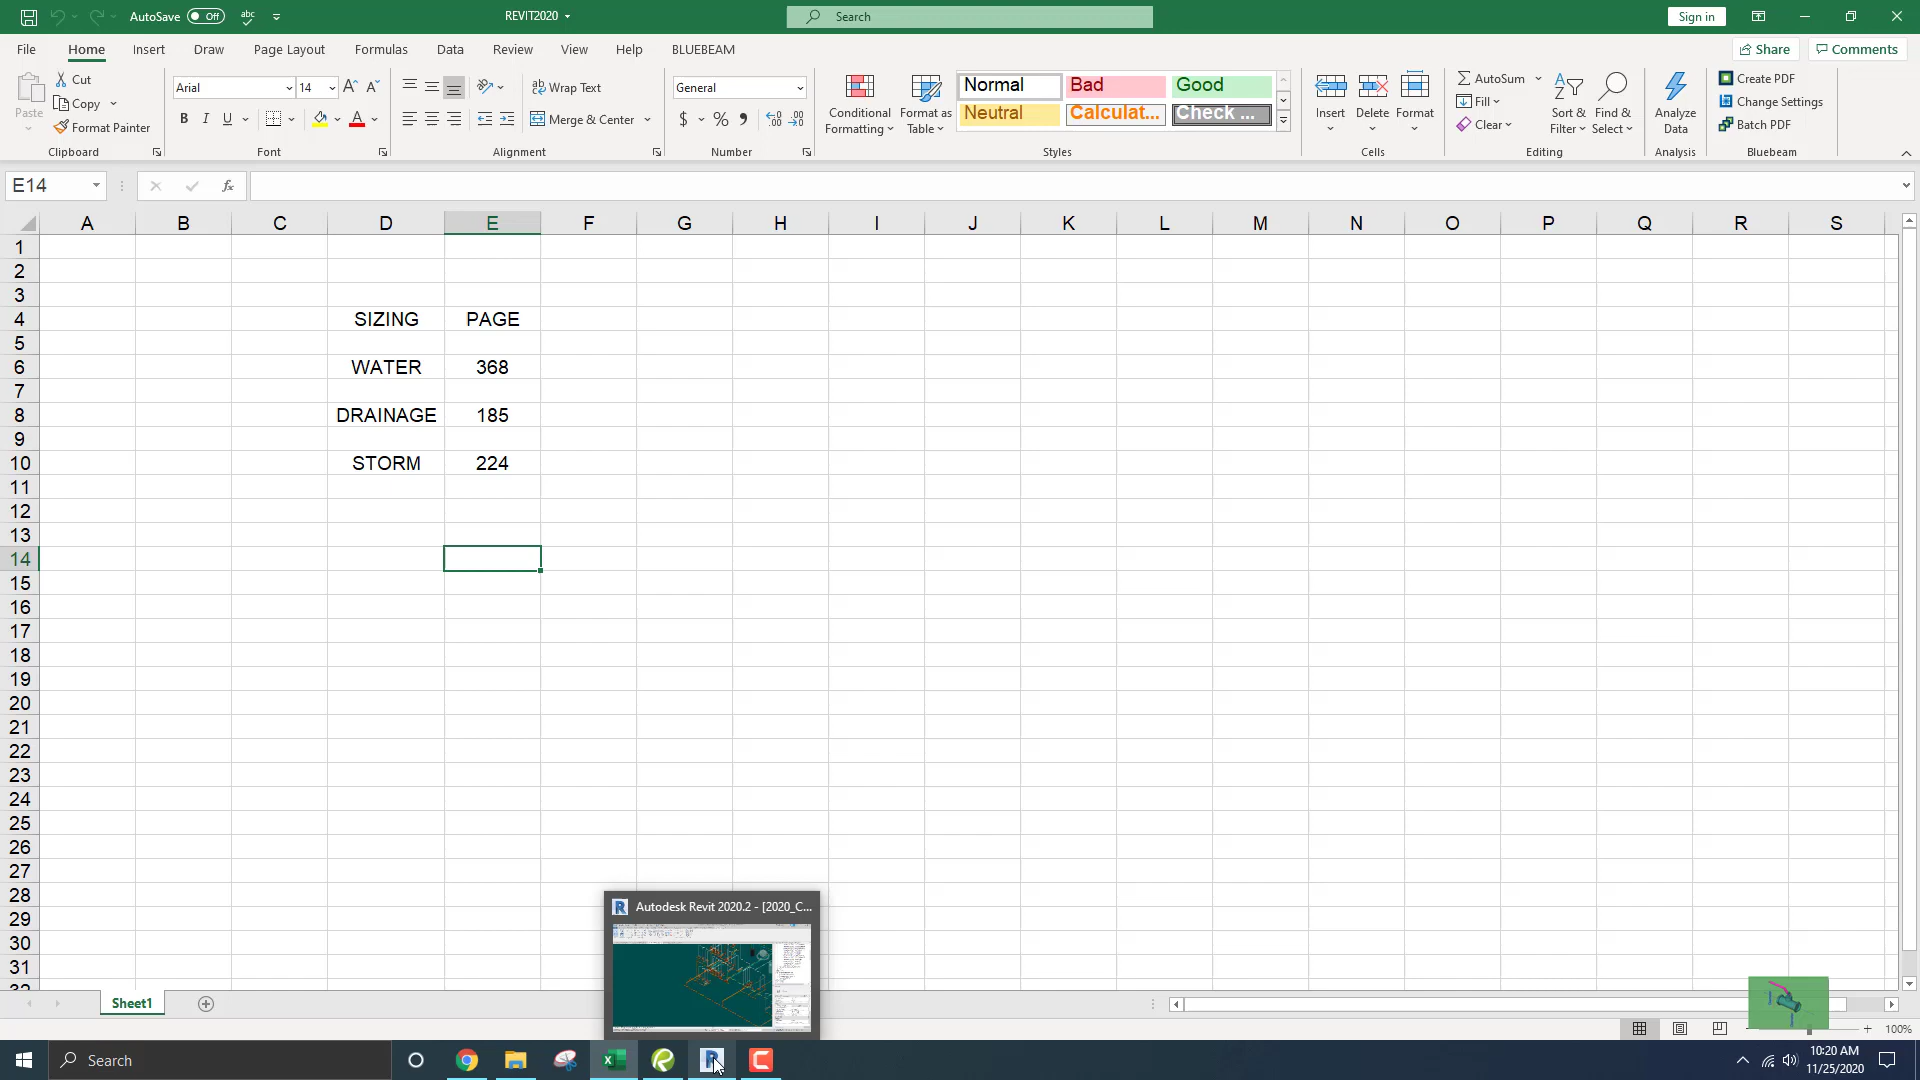 AutoSave Off abc REVIT2020 Search Sign in
File Home Insert Draw Page Layout Formulas Data Review View Help BLUEBEAM Share Comments
Paste Cut Copy Format Painter Clipboard
Arial 14 A A B I U A Font
ab Wrap Text Merge & Center Alignment
General $ % Number
Conditional Formatting Format as Table Normal Bad Good Neutral Calculat... Check ... Styles
Insert Delete Format Cells
AutoSum Fill Clear Sort & Filter Find & Select Editing
Analyze Data Analysis
Create PDF Change Settings Batch PDF Bluebeam
E14 fx
A B C D E F G H I J K L M N O P Q R S
1
2
3
4 SIZING PAGE
5
6 WATER 368
7
8 DRAINAGE 185
9
10 STORM 224
11
12
13
14
15
16
17
18
19
20
21
22
23
24
25
26
27
28
29
30
31
Autodesk Revit 2020.2 - [2020_C...
Sheet1
100%
Search
10:20 AM
11/25/2020